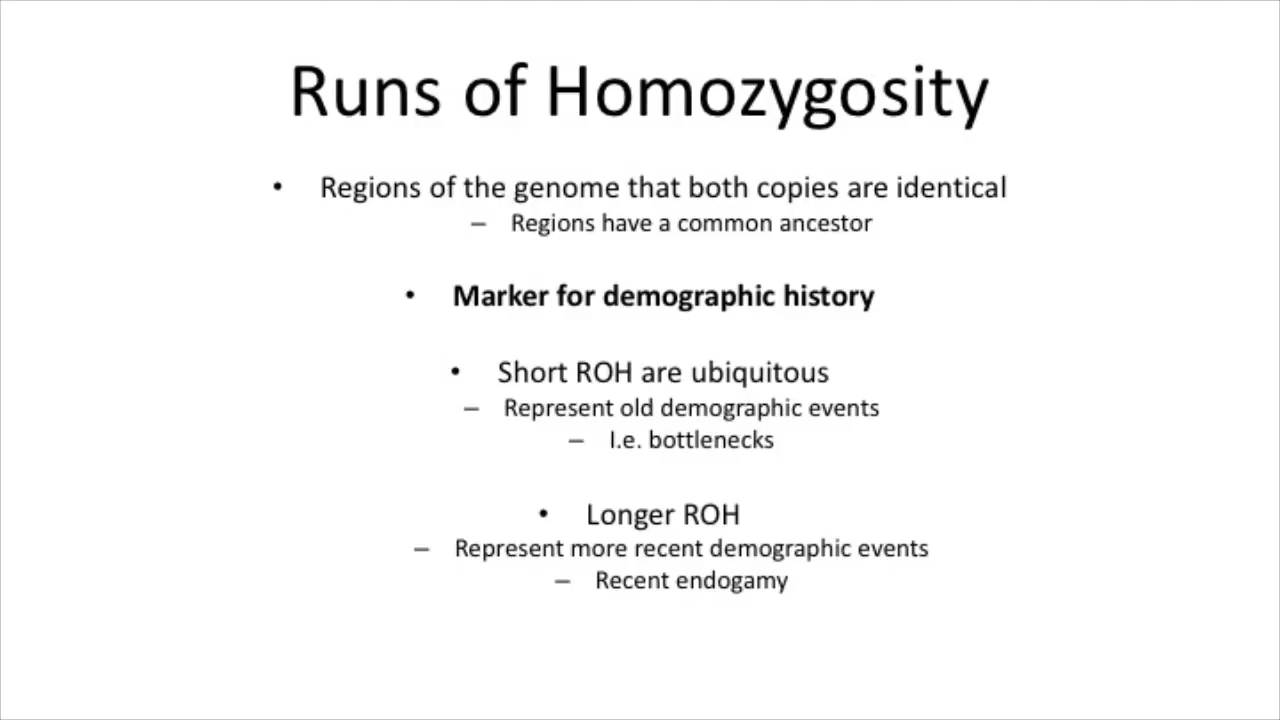 Runs of Homozygosity
• Regions of the genome that both copies are identical
– Regions have a common ancestor
• Marker for demographic history
• Short ROH are ubiquitous
– Represent old demographic events
– I.e. bottlenecks
• Longer ROH
– Represent more recent demographic events
– Recent endogamy